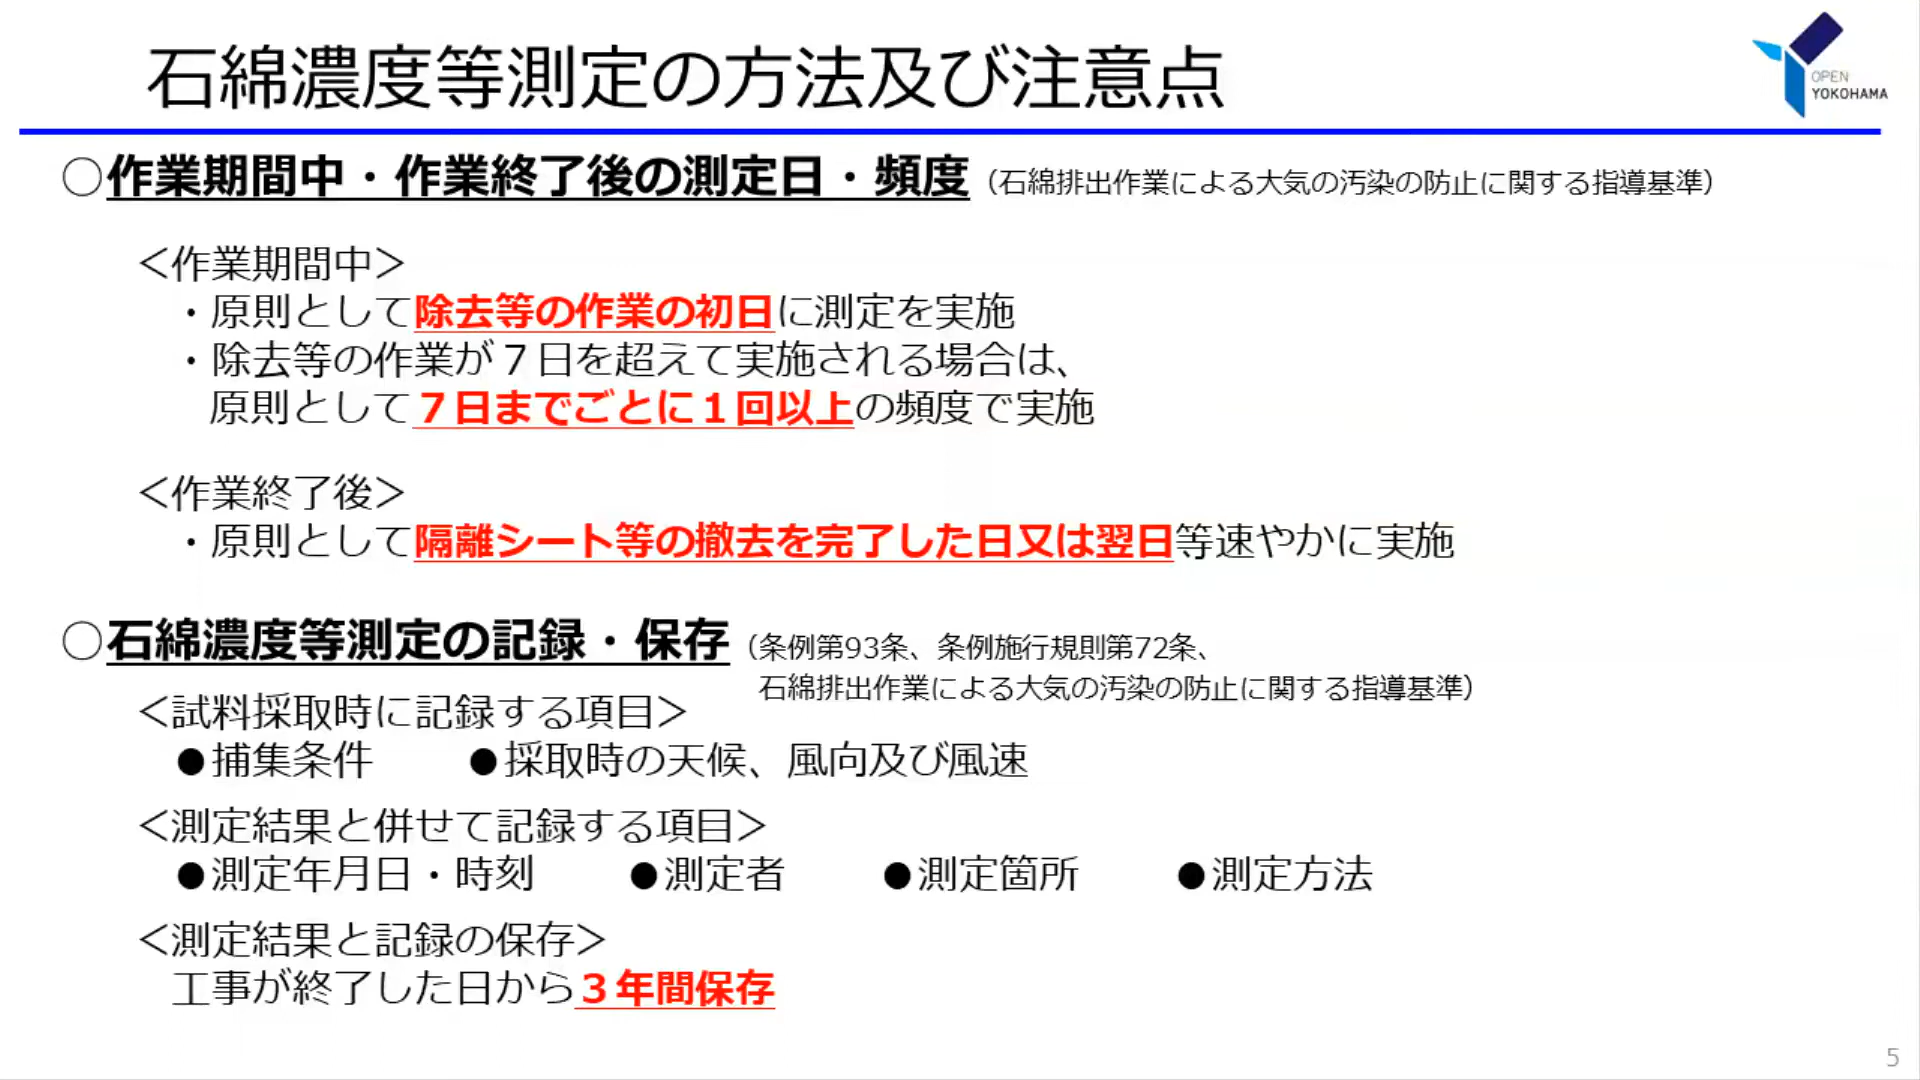 石綿濃度等測定の方法及び注意点
OPEN
YOKOHAMA
○作業期間中・作業終了後の測定日・頻度（石綿排出作業による大気の汚染の防止に関する指導基準）
＜作業期間中＞
・原則として除去等の作業の初日に測定を実施
・除去等の作業が７日を超えて実施される場合は、
原則として７日までごとに１回以上の頻度で実施
＜作業終了後＞
・原則として隔離シート等の撤去を完了した日又は翌日等速やかに実施
○石綿濃度等測定の記録・保存（条例第93条、条例施行規則第72条、
石綿排出作業による大気の汚染の防止に関する指導基準）
＜試料採取時に記録する項目＞
●捕集条件　●採取時の天候、風向及び風速
＜測定結果と併せて記録する項目＞
●測定年月日・時刻　●測定者　●測定箇所　●測定方法
＜測定結果と記録の保存＞
工事が終了した日から３年間保存
5